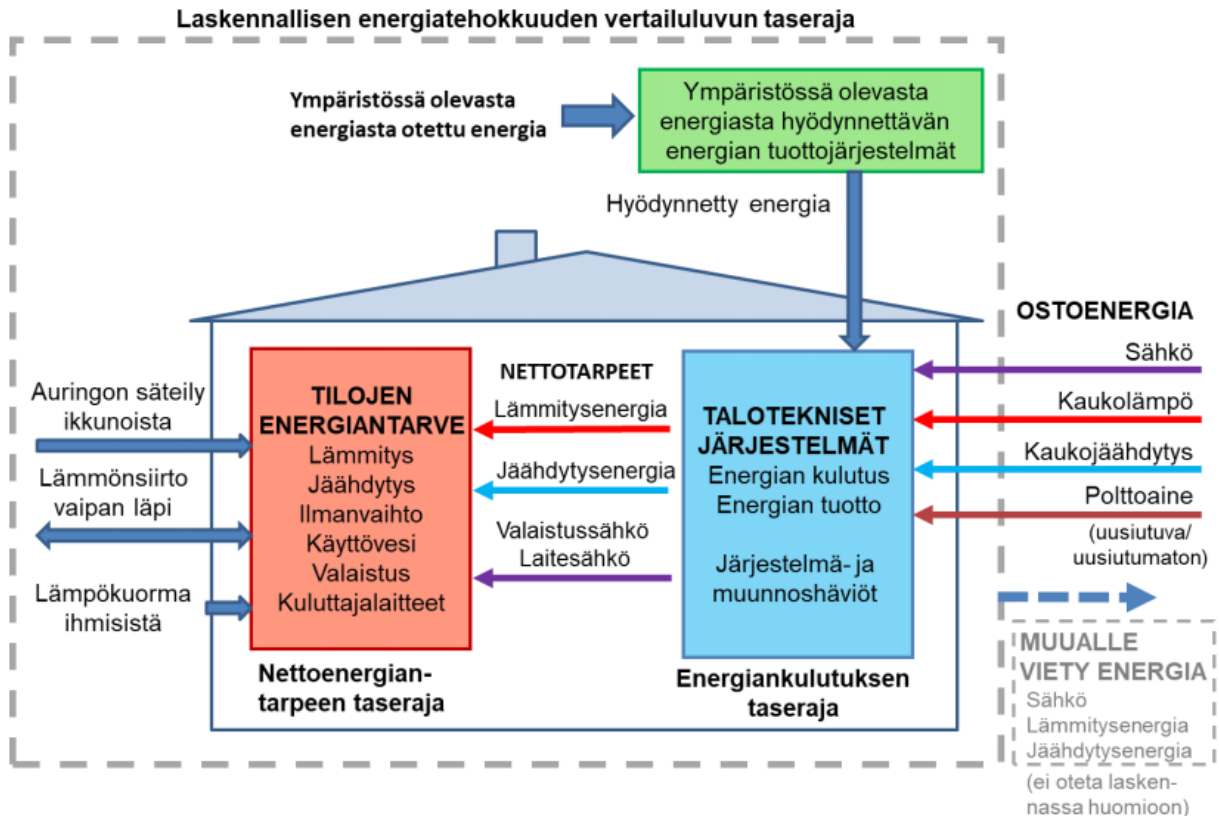 Laskennallisen energiatehokkuuden vertailuluvun taseraja
Ympäristössä olevasta
energiasta otettu energia
Ympäristössä olevasta
energiasta hyödynnettävän
energian tuottojärjestelmät
Hyödynnetty energia
Auringon säteily
ikkunoista
Lämmönsiirto
vaipan läpi
Lämpökuorma
ihmisistä
TILOJEN
ENERGIANTARVE
Lämmitys
Jäähdytys
Ilmanvaihto
Käyttövesi
Valaistus
Kuluttajalaitteet
Nettoenergian-
tarpeen taseraja
NETTOTARPEET
Lämmitysenergia
Jäähdytysenergia
Valaistussähkö
Laitesähkö
TALOTEKNISET
JÄRJESTELMÄT
Energian kulutus
Energian tuotto
Järjestelmä- ja
muunnoshäviöt
Energiankulutuksen
taseraja
OSTOENERGIA
Sähkö
Kaukolämpö
Kaukojäähdytys
Polttoaine
(uusiutuva/
uusiutumaton)
MUUALLE
VIETY ENERGIA
Sähkö
Lämmitysenergia
Jäähdytysenergia
(ei oteta lasken-
nassa huomioon)